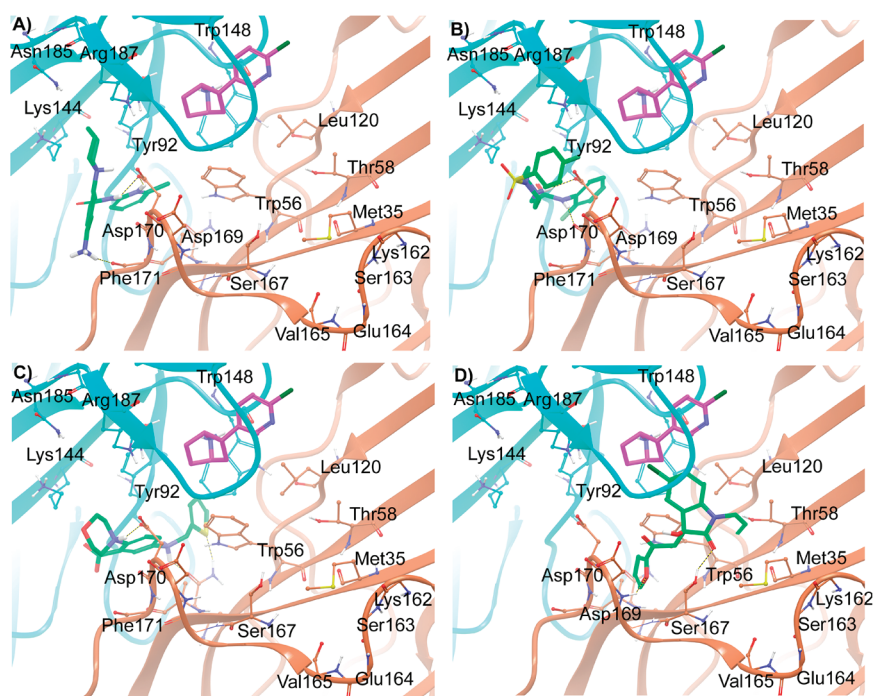 A)
Trp148
Asn185 Arg187
Lys144
Leu120
Tyr92
Thr58
Trp56
Met35
Asp170
Asp169
Lys162
Phe171
Ser167
Ser163
Val165
Glu164
B)
Trp148
Asn185 Arg187
Lys144
Leu120
Tyr92
Thr58
Trp56
Met35
Asp170
Asp169
Lys162
Phe171
Ser167
Ser163
Val165
Glu164
C)
Trp148
Asn185 Arg187
Lys144
Leu120
Tyr92
Thr58
Trp56
Met35
Asp170
Lys162
Phe171
Ser167
Ser163
Val165
Glu164
D)
Trp148
Asn185 Arg187
Lys144
Leu120
Tyr92
Thr58
Met35
Asp170
Trp56
Lys162
Asp169
Ser167
Ser163
Val165
Glu164